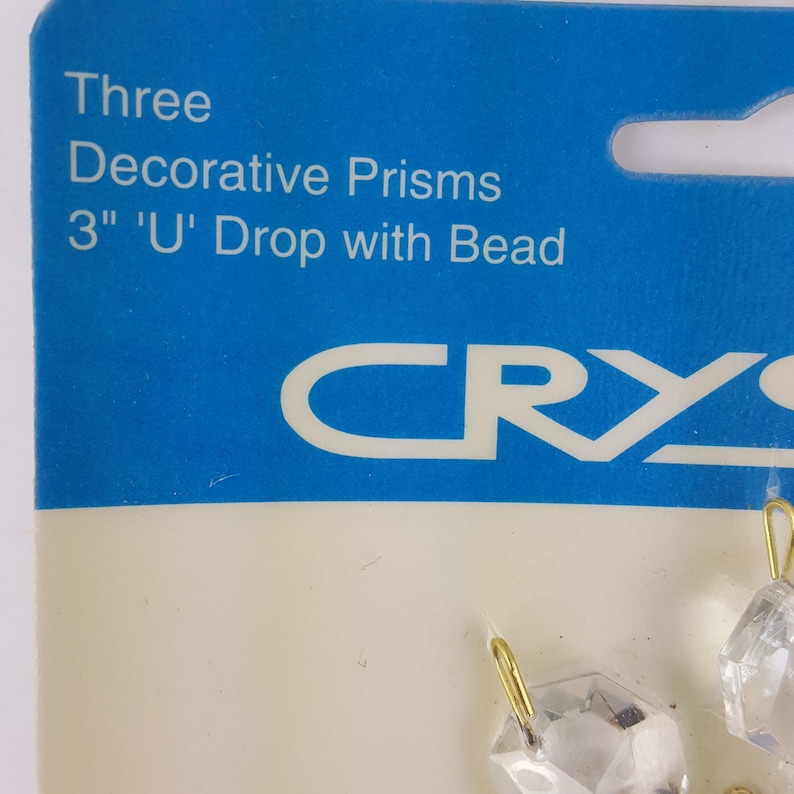 Three
Decorative Prisms
3" 'U' Drop with Bead
CRYS